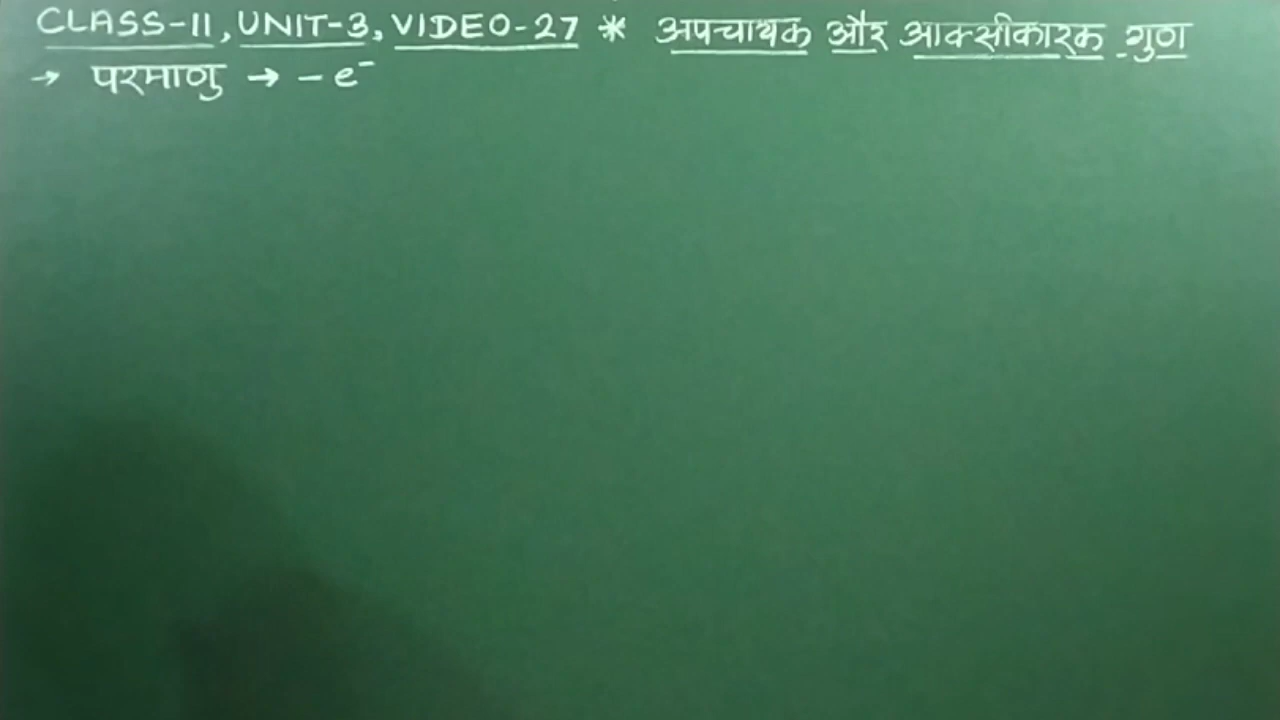 CLASS-11, UNIT-3, VIDEO-27 * अपचायक और आक्सीकारक गुण
→ परमाणु → - e⁻